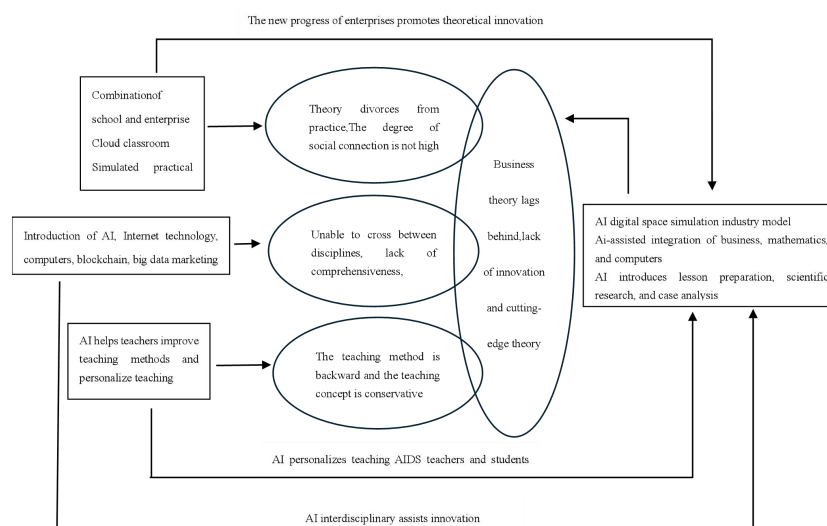 The new progress of enterprises promotes theoretical innovation
Combinationof
school and enterprise
Cloud classroom
Simulated practical
Theory divorces from
practice,The degree of
social connection is not high
Business
theory lags
behind,lack
of innovation
and cutting-
edge theory
Introduction of AI, Internet technology,
computers, blockchain, big data marketing
Unable to cross between
disciplines, lack of
comprehensiveness,
AI digital space simulation industry model
Ai-assisted integration of business, mathematics,
and computers
AI introduces lesson preparation, scientific
research, and case analysis
AI helps teachers improve
teaching methods and
personalize teaching
The teaching method is
backward and the teaching
concept is conservative
AI personalizes teaching AIDS teachers and students
AI interdisciplinary assists innovation